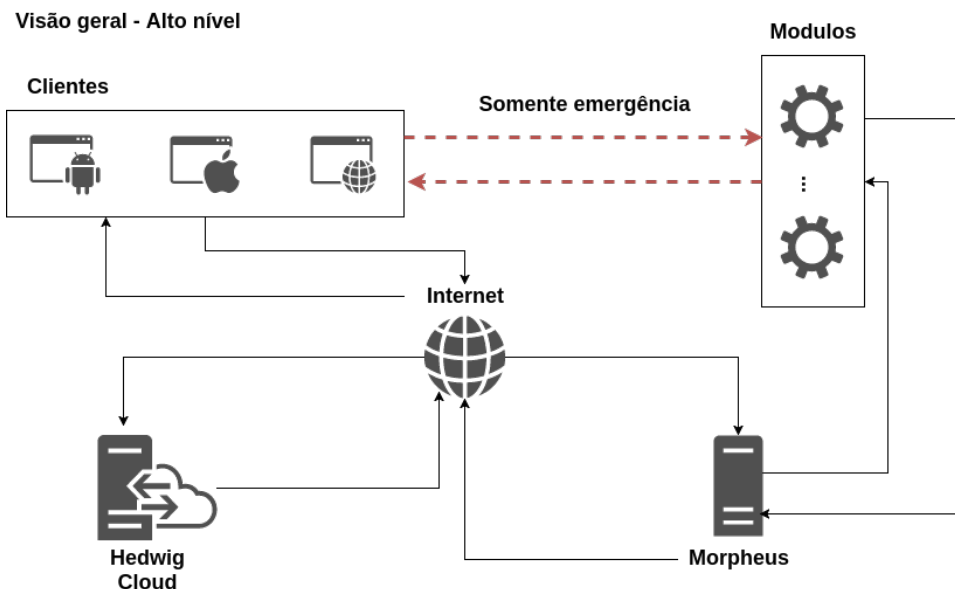 Visão geral - Alto nível
Modulos
Clientes
Somente emergência
...
Internet
Hedwig
Cloud
Morpheus